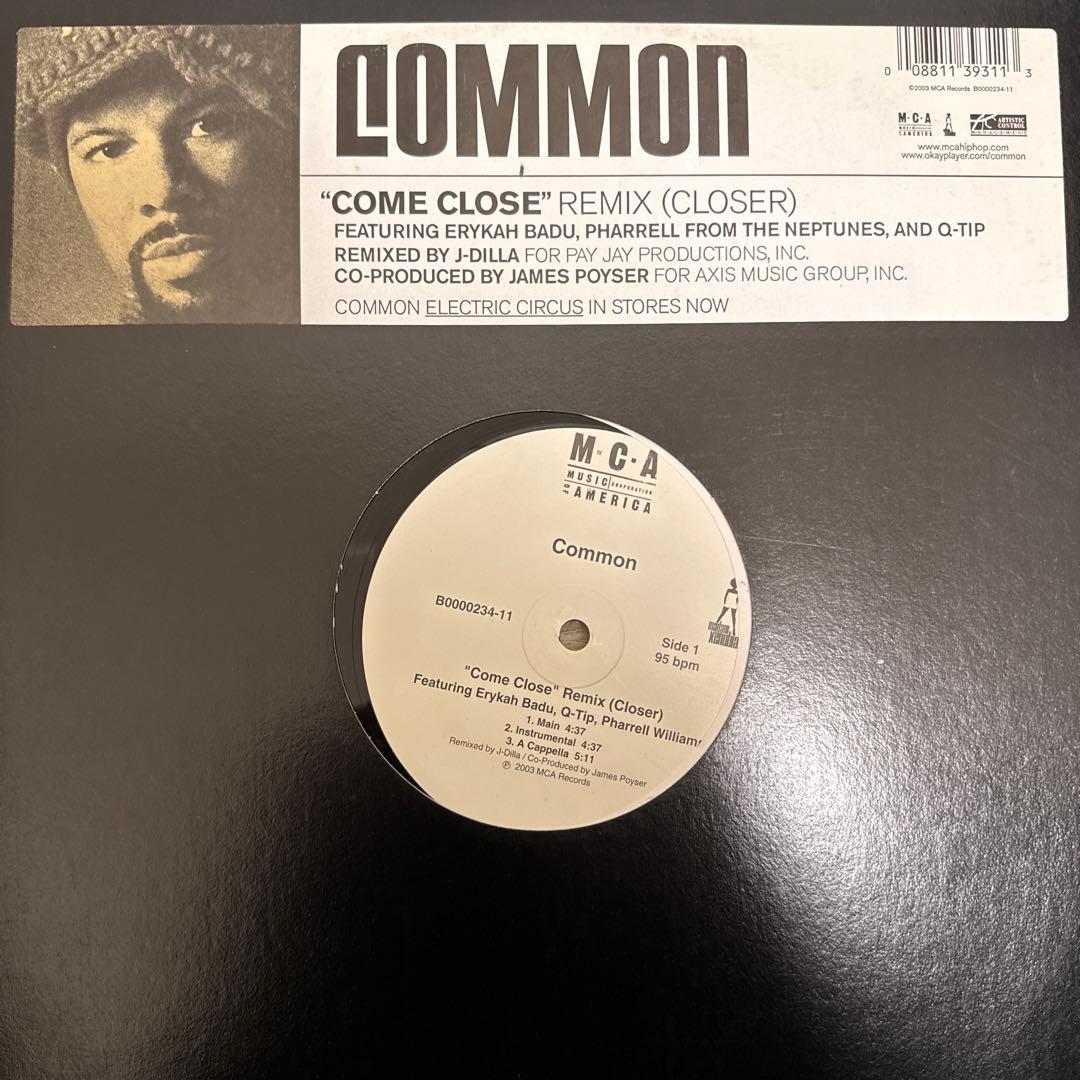 COMMON
0 08811 39311 3
©2003 MCA Records B0000234-11
M·C·A
MUSIC
AMERICA
AC ARTISTIC
CONTROL
MANAGEMENT
www.mcahiphop.com
www.okayplayer.com/common
“COME CLOSE” REMIX (CLOSER)
FEATURING ERYKAH BADU, PHARRELL FROM THE NEPTUNES, AND Q-TIP
REMIXED BY J-DILLA FOR PAY JAY PRODUCTIONS, INC.
CO-PRODUCED BY JAMES POYSER FOR AXIS MUSIC GROUP, INC.
COMMON ELECTRIC CIRCUS IN STORES NOW
M·C·A
MUSIC CORPORATION
OF AMERICA
Common
B0000234-11
Side 1
95 bpm
"Come Close" Remix (Closer)
Featuring Erykah Badu, Q-Tip, Pharrell William
1. Main 4:37
2. Instrumental 4:37
3. A Cappella 5:11
Remixed by J-Dilla / Co-Produced by James Poyser
℗ 2003 MCA Records